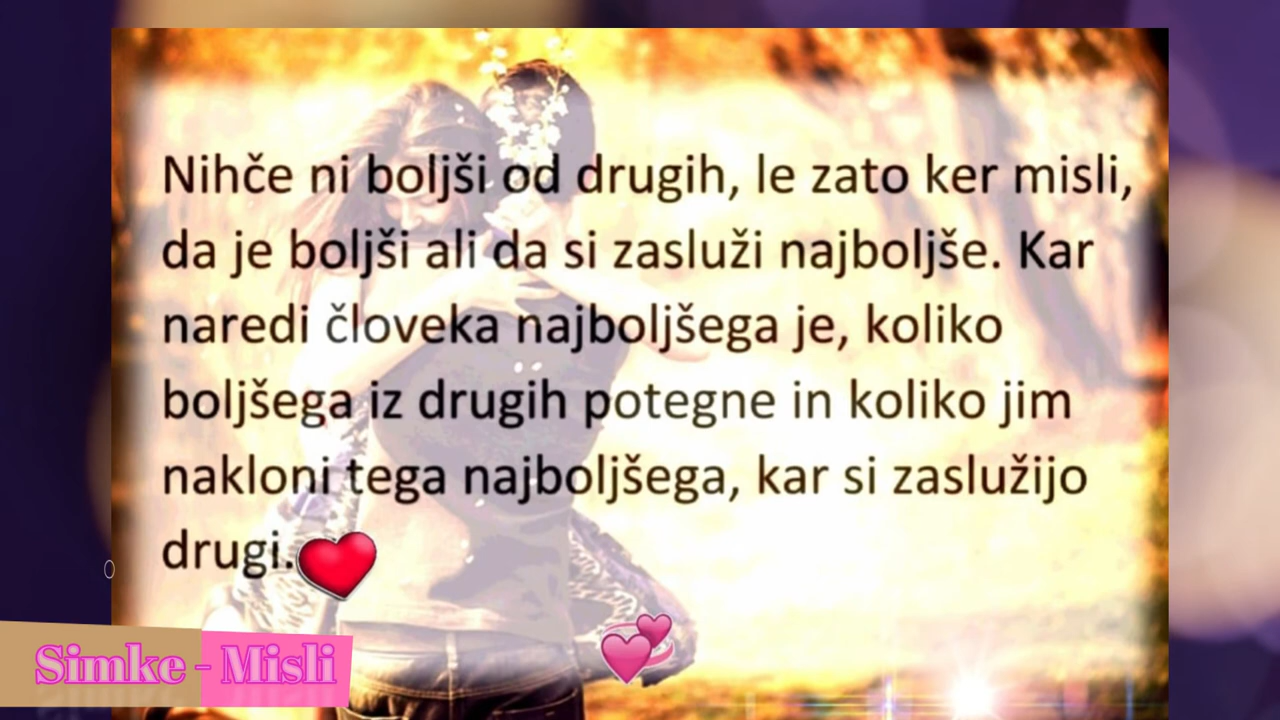 Nihče ni boljši od drugih, le zato ker misli,
da je boljši ali da si zasluži najboljše. Kar
naredi človeka najboljšega je, koliko
boljšega iz drugih potegne in koliko jim
nakloni tega najboljšega, kar si zaslužijo
drugi.
Simke - Misli